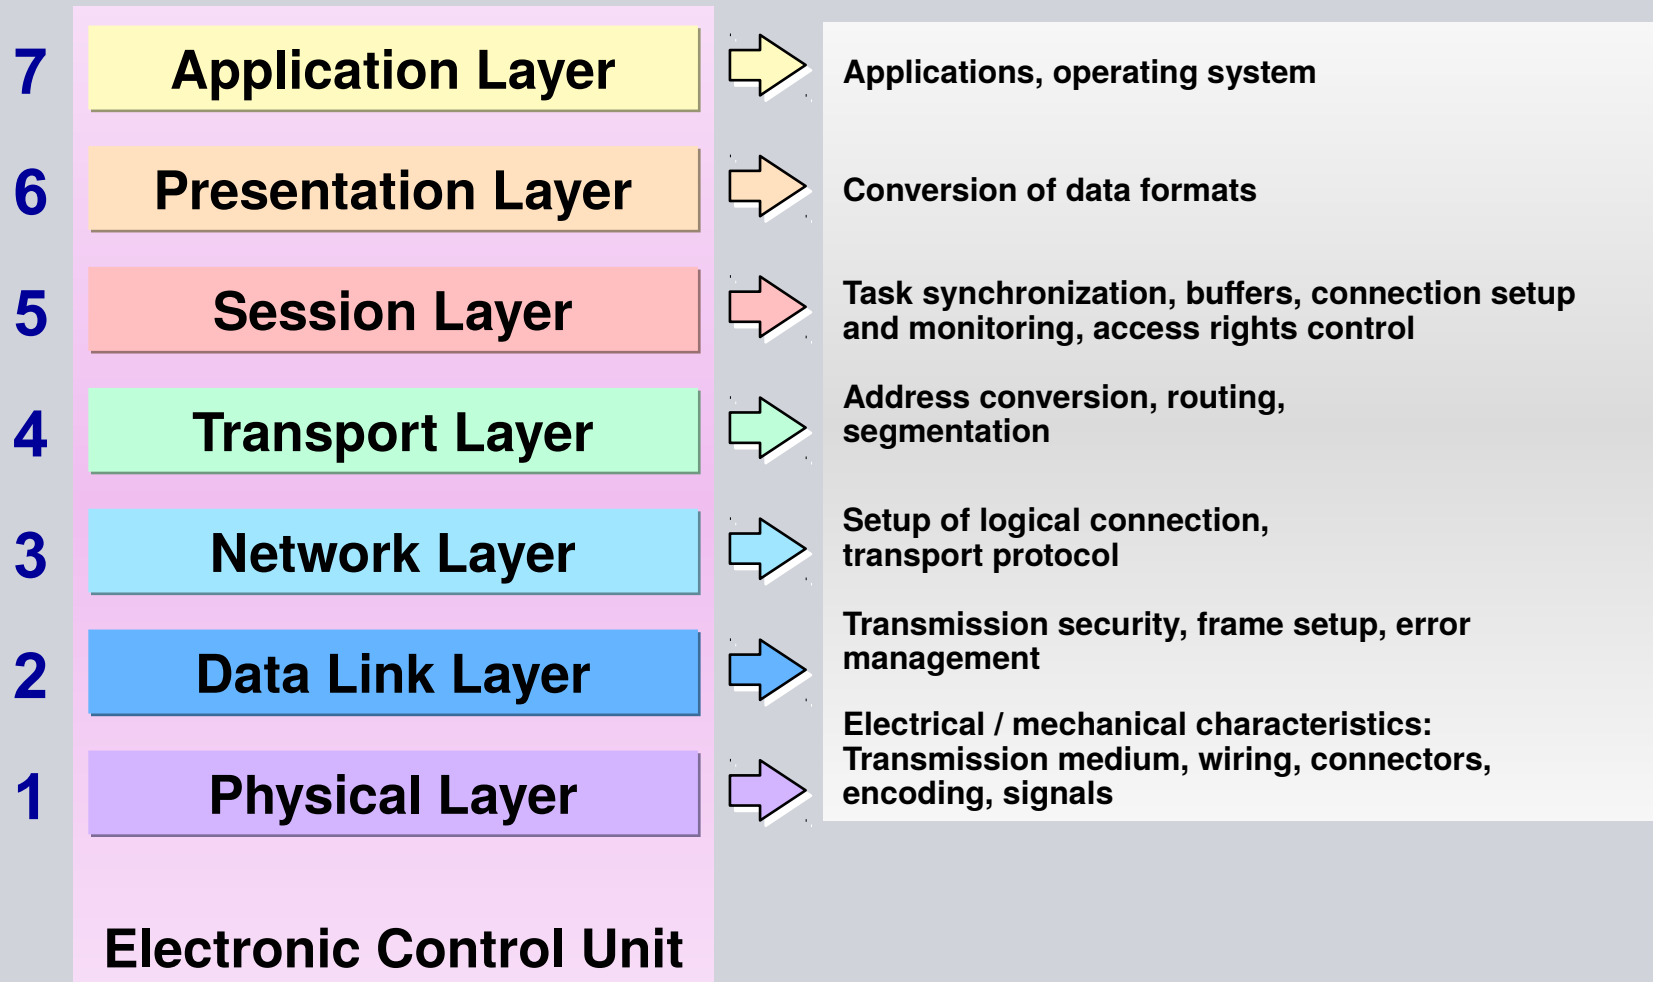 7 Application Layer Applications, operating system
6 Presentation Layer Conversion of data formats
5 Session Layer Task synchronization, buffers, connection setup
and monitoring, access rights control
4 Transport Layer Address conversion, routing,
segmentation
3 Network Layer Setup of logical connection,
transport protocol
2 Data Link Layer Transmission security, frame setup, error
management
1 Physical Layer Electrical / mechanical characteristics:
Transmission medium, wiring, connectors,
encoding, signals
Electronic Control Unit